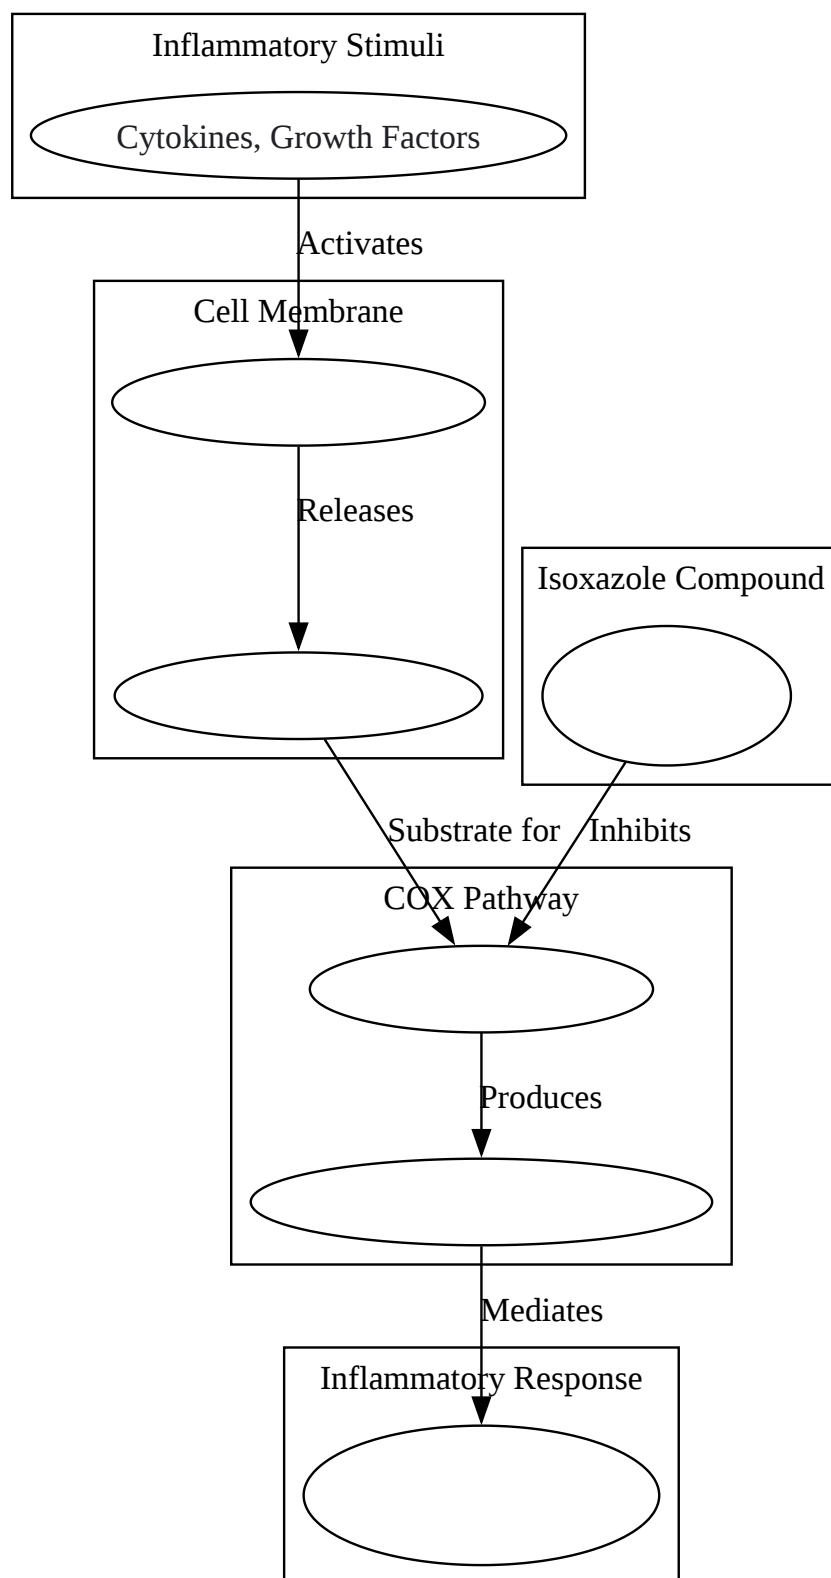 Inflammatory Stimuli
Cytokines, Growth Factors
Activates
Cell Membrane
Releases
Isoxazole Compound
Substrate for
Inhibits
COX Pathway
Produces
Mediates
Inflammatory Response